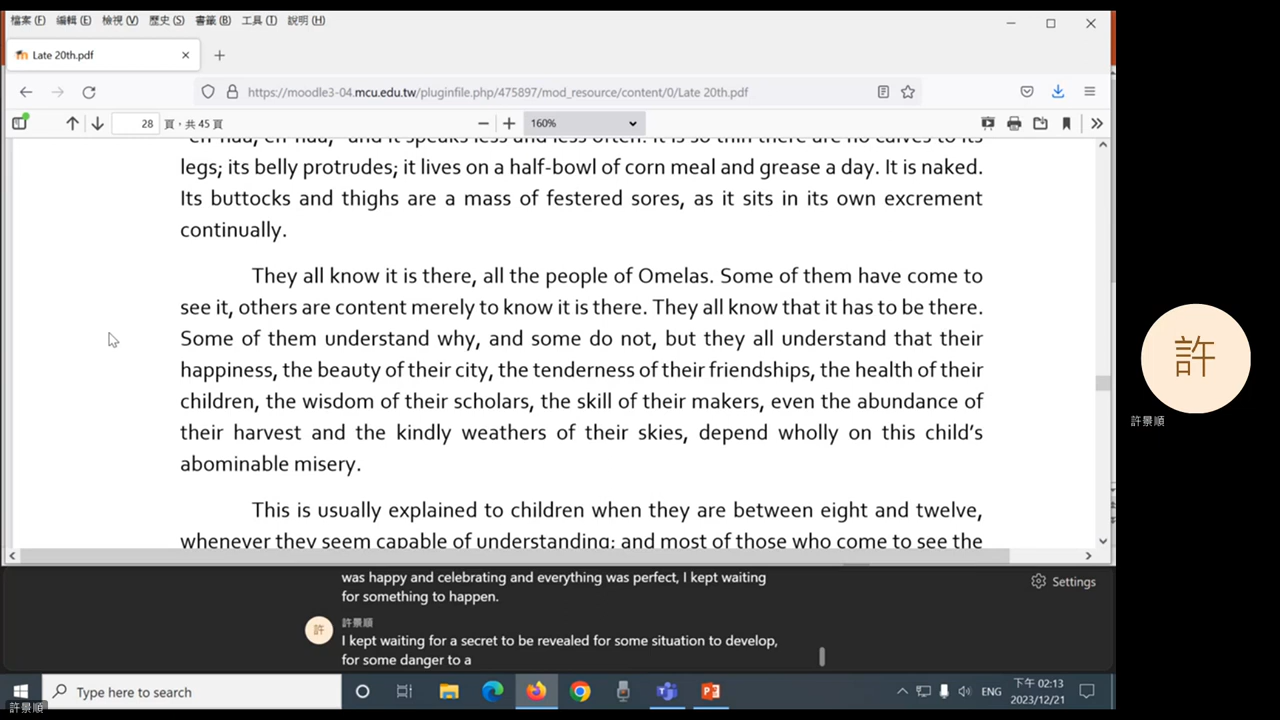 檔案(F) 編輯(E) 檢視(V) 歷史(S) 書籤(B) 工具(T) 說明(H)
Late 20th.pdf
https://moodle3-04.mcu.edu.tw/pluginfile.php/475897/mod_resource/content/0/Late 20th.pdf
28 頁，共 45 頁
160%
legs; its belly protrudes; it lives on a half-bowl of corn meal and grease a day. It is naked.
Its buttocks and thighs are a mass of festered sores, as it sits in its own excrement
continually.
They all know it is there, all the people of Omelas. Some of them have come to
see it, others are content merely to know it is there. They all know that it has to be there.
Some of them understand why, and some do not, but they all understand that their
happiness, the beauty of their city, the tenderness of their friendships, the health of their
children, the wisdom of their scholars, the skill of their makers, even the abundance of
their harvest and the kindly weathers of their skies, depend wholly on this child's
abominable misery.
This is usually explained to children when they are between eight and twelve,
whenever they seem capable of understanding; and most of those who come to see the
was happy and celebrating and everything was perfect, I kept waiting
for something to happen.
Settings
許
許景順
I kept waiting for a secret to be revealed for some situation to develop,
for some danger to a
許
許景順
Type here to search
ENG
下午 02:13
2023/12/21
許景順